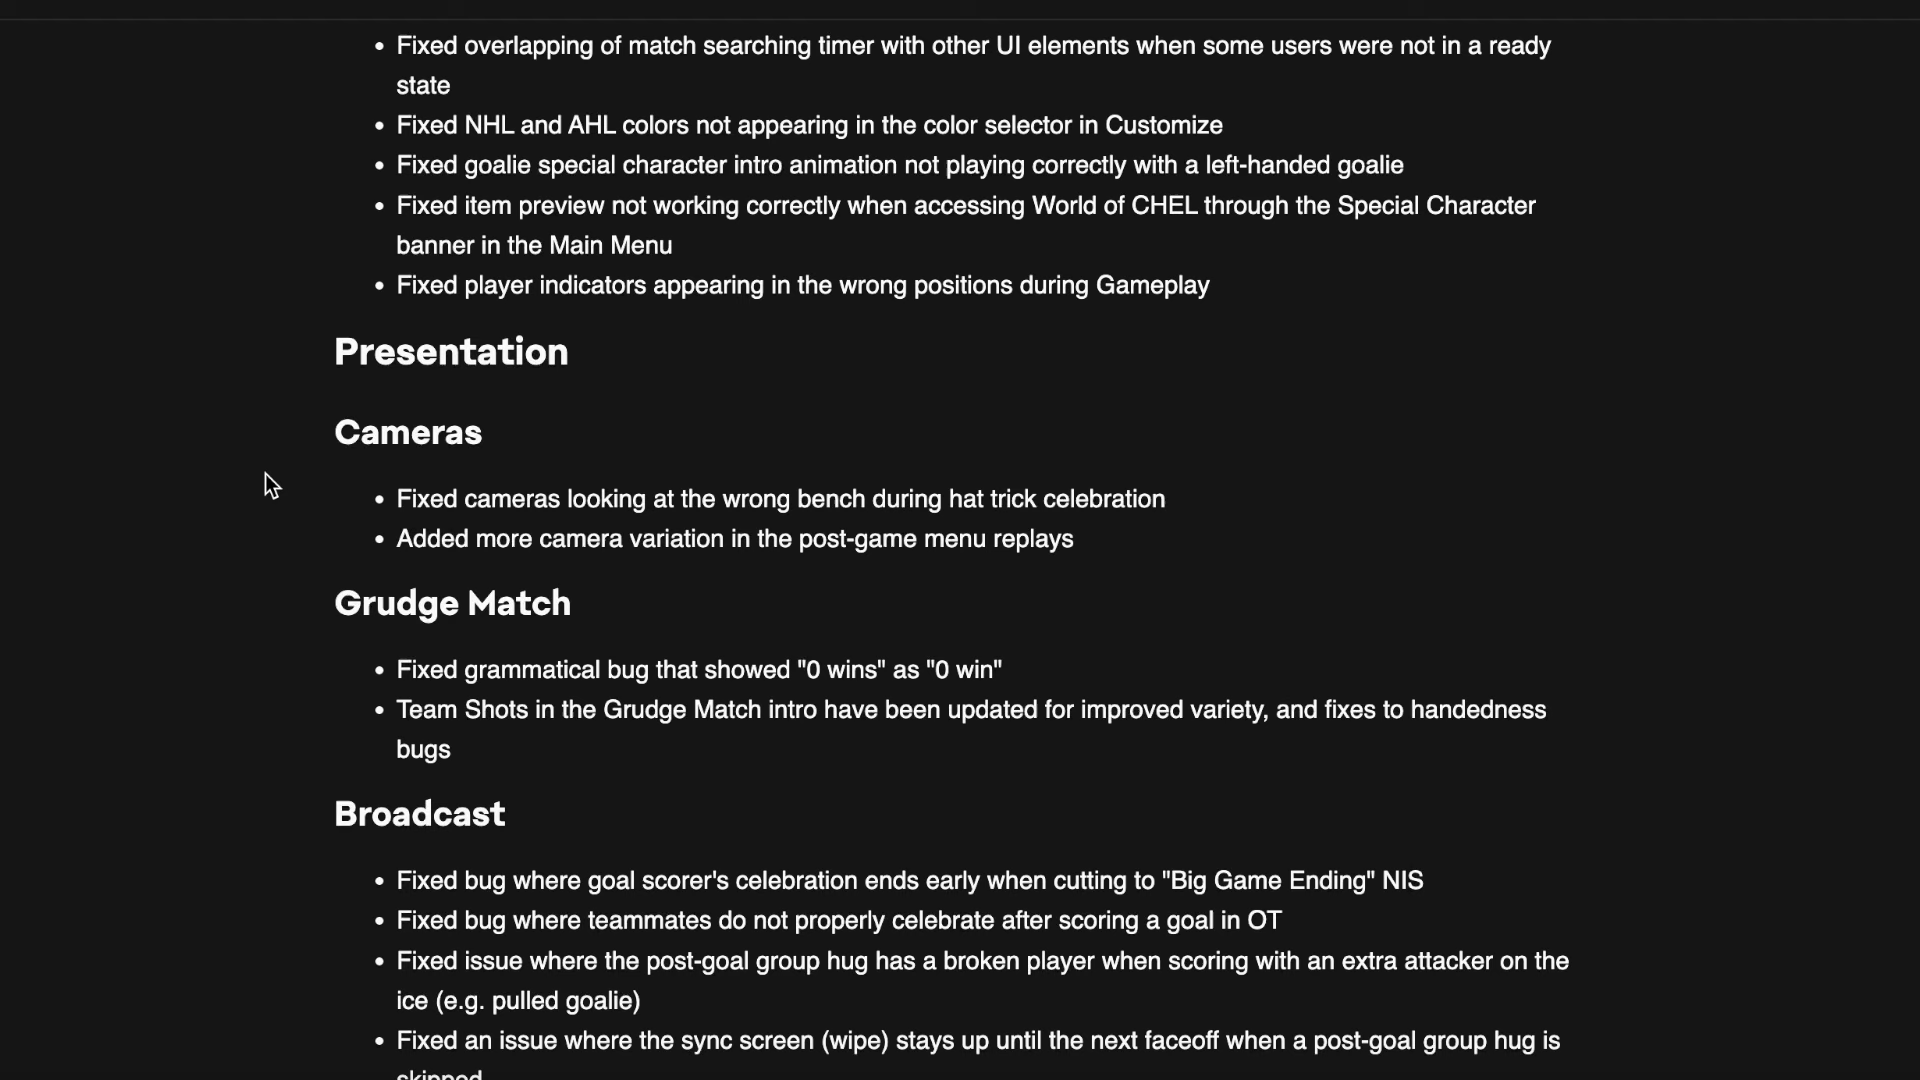 • Fixed overlapping of match searching timer with other UI elements when some users were not in a ready
state
• Fixed NHL and AHL colors not appearing in the color selector in Customize
• Fixed goalie special character intro animation not playing correctly with a left-handed goalie
• Fixed item preview not working correctly when accessing World of CHEL through the Special Character
banner in the Main Menu
• Fixed player indicators appearing in the wrong positions during Gameplay
Presentation
Cameras
• Fixed cameras looking at the wrong bench during hat trick celebration
• Added more camera variation in the post-game menu replays
Grudge Match
• Fixed grammatical bug that showed "0 wins" as "0 win"
• Team Shots in the Grudge Match intro have been updated for improved variety, and fixes to handedness
bugs
Broadcast
• Fixed bug where goal scorer's celebration ends early when cutting to "Big Game Ending" NIS
• Fixed bug where teammates do not properly celebrate after scoring a goal in OT
• Fixed issue where the post-goal group hug has a broken player when scoring with an extra attacker on the
ice (e.g. pulled goalie)
• Fixed an issue where the sync screen (wipe) stays up until the next faceoff when a post-goal group hug is
skipped